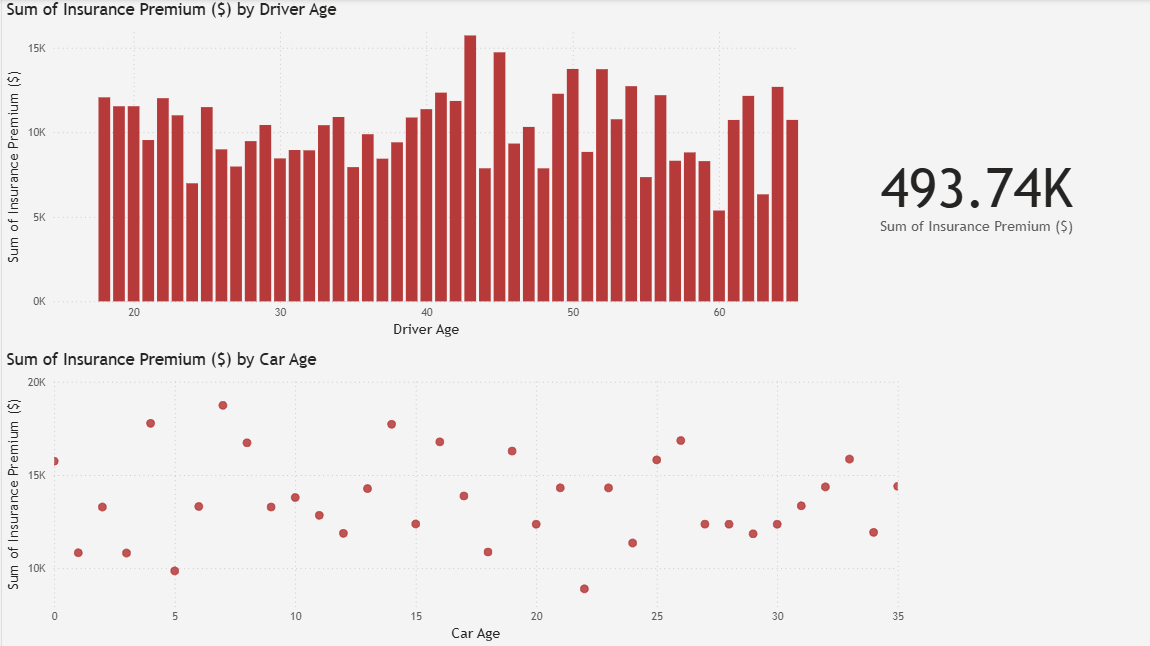 Sum of Insurance Premium ($) by Driver Age
Sum of Insurance Premium ($)
15K
10K
5K
0K
20 30 40 50 60
Driver Age
493.74K
Sum of Insurance Premium ($)
Sum of Insurance Premium ($) by Car Age
Sum of Insurance Premium ($)
20K
15K
10K
0 5 10 15 20 25 30 35
Car Age